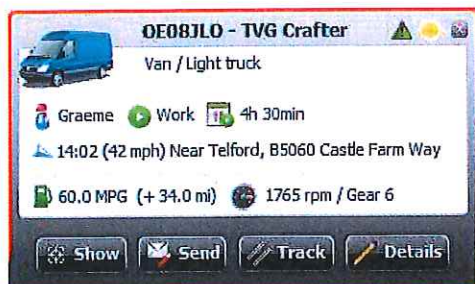 OE08JLO - TVG Crafter
Van / Light truck
Graeme Work 4h 30min
14:02 (42 mph) Near Telford, B5060 Castle Farm Way
60.0 MPG (+ 34.0 mi) 1765 rpm / Gear 6
Show Send Track Details